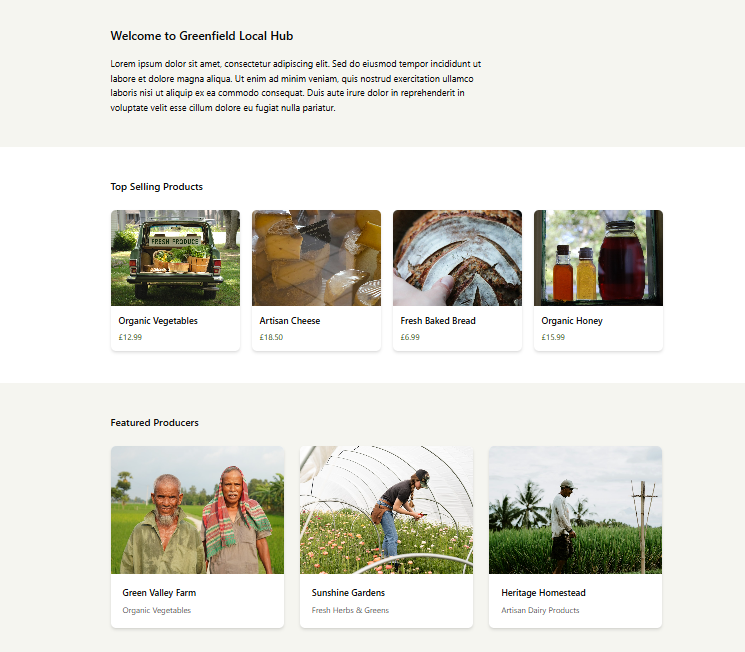 Welcome to Greenfield Local Hub
Lorem ipsum dolor sit amet, consectetur adipiscing elit. Sed do eiusmod tempor incididunt ut
labore et dolore magna aliqua. Ut enim ad minim veniam, quis nostrud exercitation ullamco
laboris nisi ut aliquip ex ea commodo consequat. Duis aute irure dolor in reprehenderit in
voluptate velit esse cillum dolore eu fugiat nulla pariatur.
Top Selling Products
FRESH PRODUCE
Organic Vegetables
£12.99
Artisan Cheese
£18.50
Fresh Baked Bread
£6.99
Organic Honey
£15.99
Featured Producers
Green Valley Farm
Organic Vegetables
Sunshine Gardens
Fresh Herbs & Greens
Heritage Homestead
Artisan Dairy Products